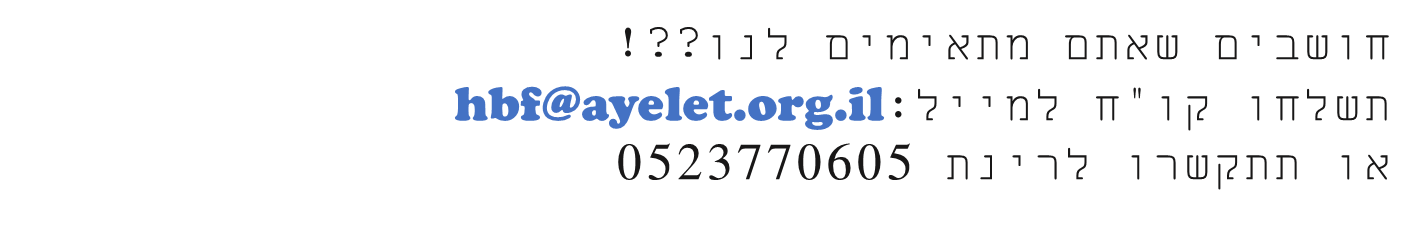 חושבים שאתם מתאימים לנו??!
תשלחו קו"ח למייל:hbf@ayelet.org.il
או תתקשרו לרינת 0523770605